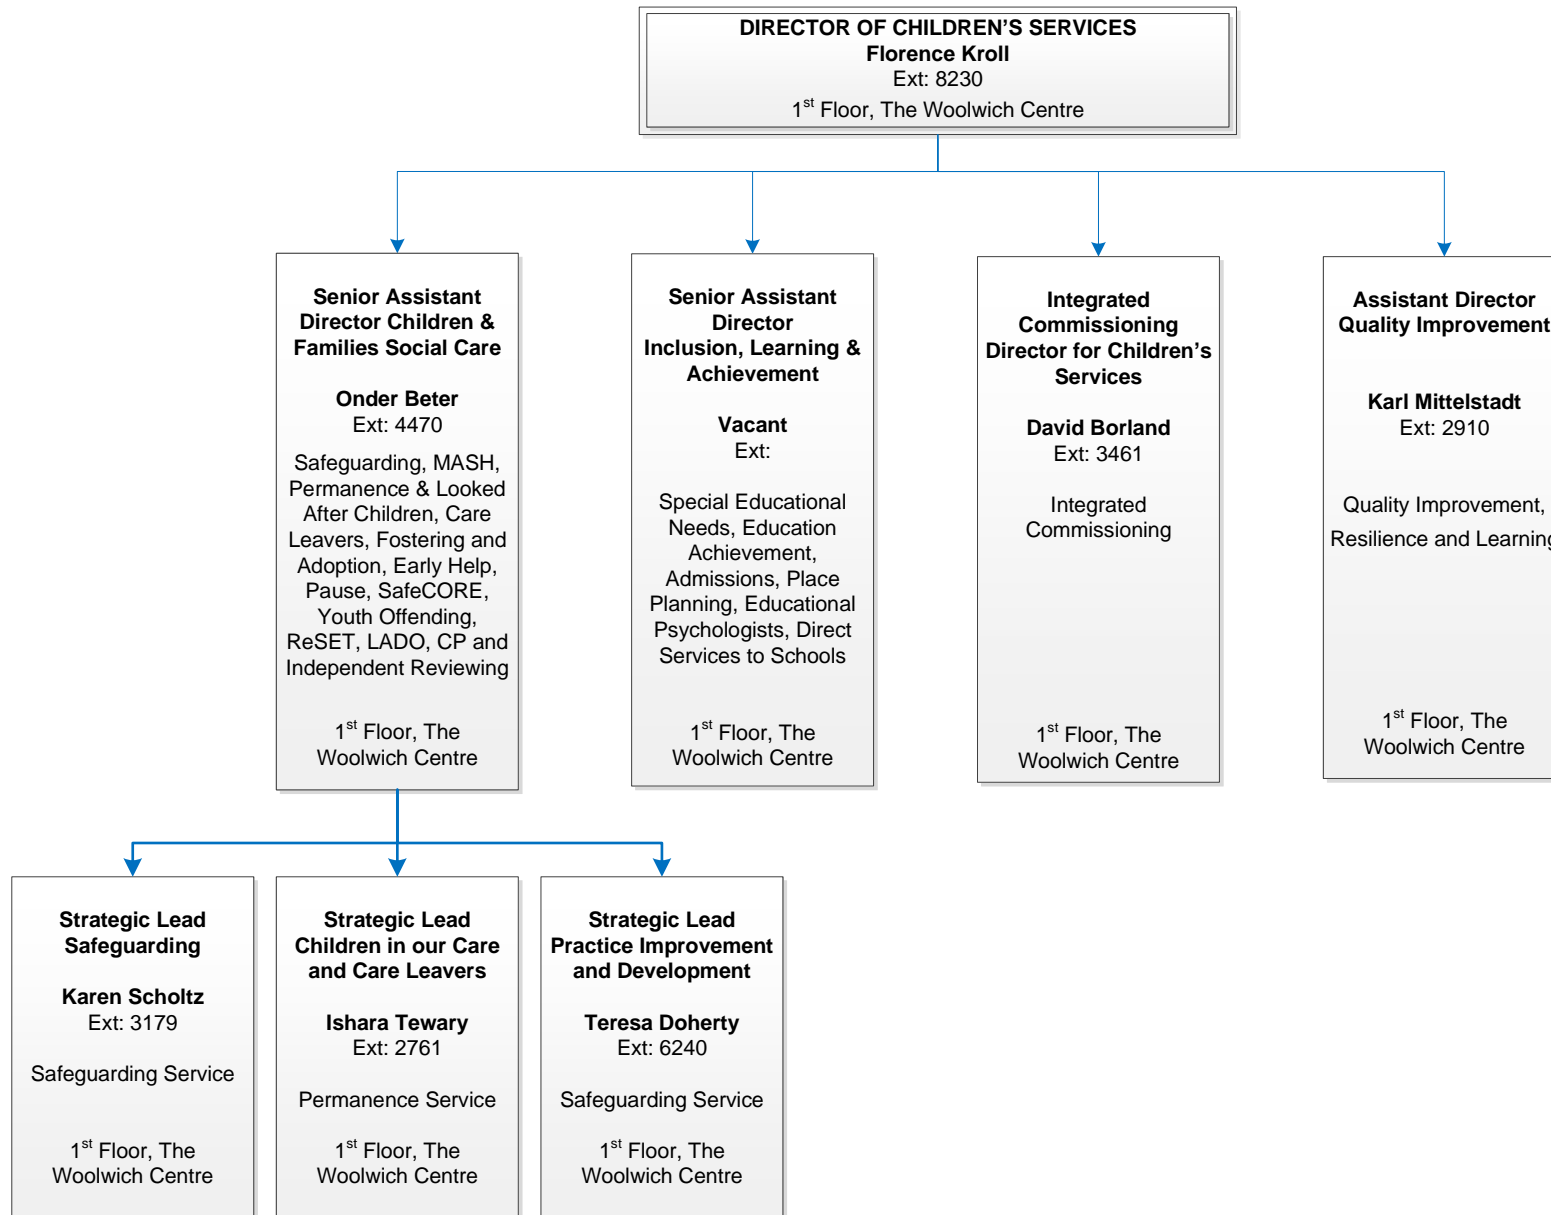 DIRECTOR OF CHILDREN'S SERVICES
Florence Kroll
Ext: 8230
1st Floor, The Woolwich Centre
Senior Assistant
Director Children &
Families Social Care
Onder Beter
Ext: 4470
Safeguarding, MASH,
Permanence & Looked
After Children, Care
Leavers, Fostering and
Adoption, Early Help,
Pause, SafeCORE,
Youth Offending,
ReSET, LADO, CP and
Independent Reviewing
1st Floor, The
Woolwich Centre
Senior Assistant
Director
Inclusion, Learning &
Achievement
Vacant
Ext:
Special Educational
Needs, Education
Achievement,
Admissions, Place
Planning, Educational
Psychologists, Direct
Services to Schools
1st Floor, The
Woolwich Centre
Integrated
Commissioning
Director for Children's
Services
David Borland
Ext: 3461
Integrated
Commissioning
1st Floor, The
Woolwich Centre
Assistant Director
Quality Improvement
Karl Mittelstadt
Ext: 2910
Quality Improvement,
Resilience and Learning
1st Floor, The
Woolwich Centre
Strategic Lead
Safeguarding
Karen Scholtz
Ext: 3179
Safeguarding Service
1st Floor, The
Woolwich Centre
Strategic Lead
Children in our Care
and Care Leavers
Ishara Tewary
Ext: 2761
Permanence Service
1st Floor, The
Woolwich Centre
Strategic Lead
Practice Improvement
and Development
Teresa Doherty
Ext: 6240
Safeguarding Service
1st Floor, The
Woolwich Centre